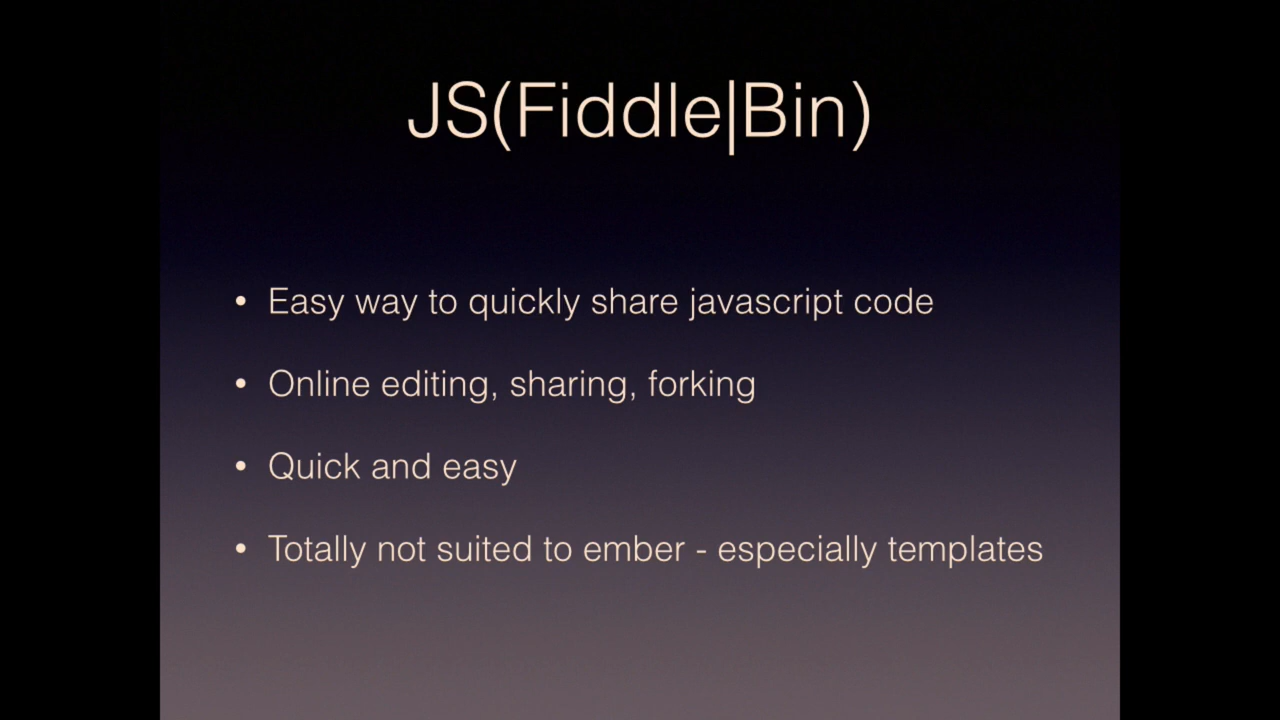 JS(Fiddle|Bin)
• Easy way to quickly share javascript code
• Online editing, sharing, forking
• Quick and easy
• Totally not suited to ember - especially templates